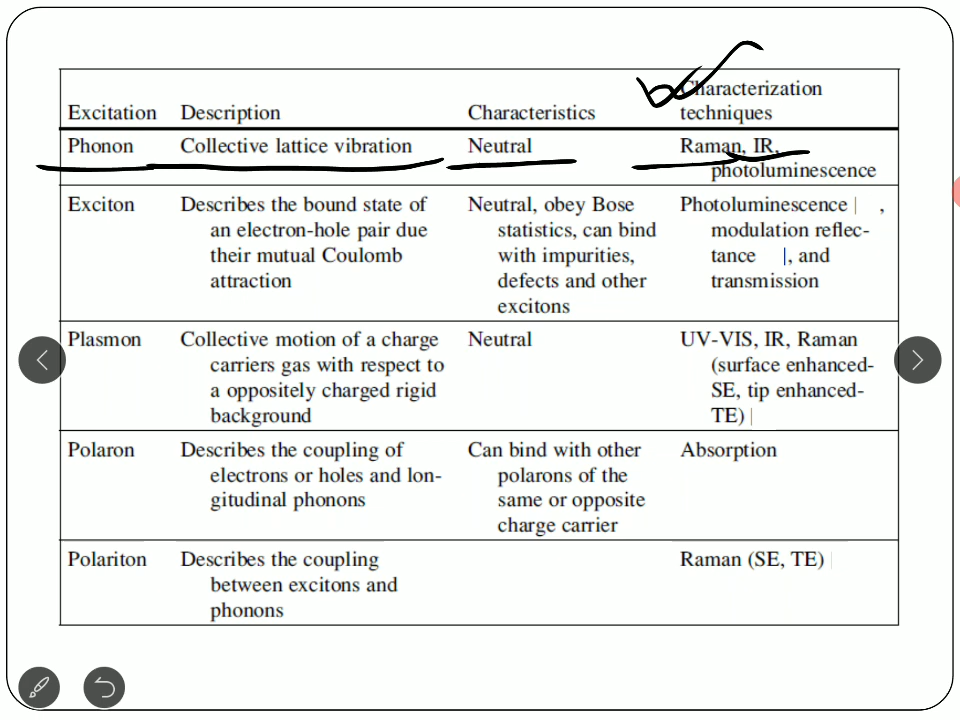 Characterization
Excitation Description Characteristics techniques
Phonon Collective lattice vibration Neutral Raman, IR,
photoluminescence
Exciton Describes the bound state of Neutral, obey Bose Photoluminescence ,
an electron-hole pair due statistics, can bind modulation reflec-
their mutual Coulomb with impurities, tance , and
attraction defects and other transmission
excitons
Plasmon Collective motion of a charge Neutral UV-VIS, IR, Raman
carriers gas with respect to (surface enhanced-
a oppositely charged rigid SE, tip enhanced-
background TE)
Polaron Describes the coupling of Can bind with other Absorption
electrons or holes and lon- polarons of the
gitudinal phonons same or opposite
charge carrier
Polariton Describes the coupling Raman (SE, TE)
between excitons and
phonons